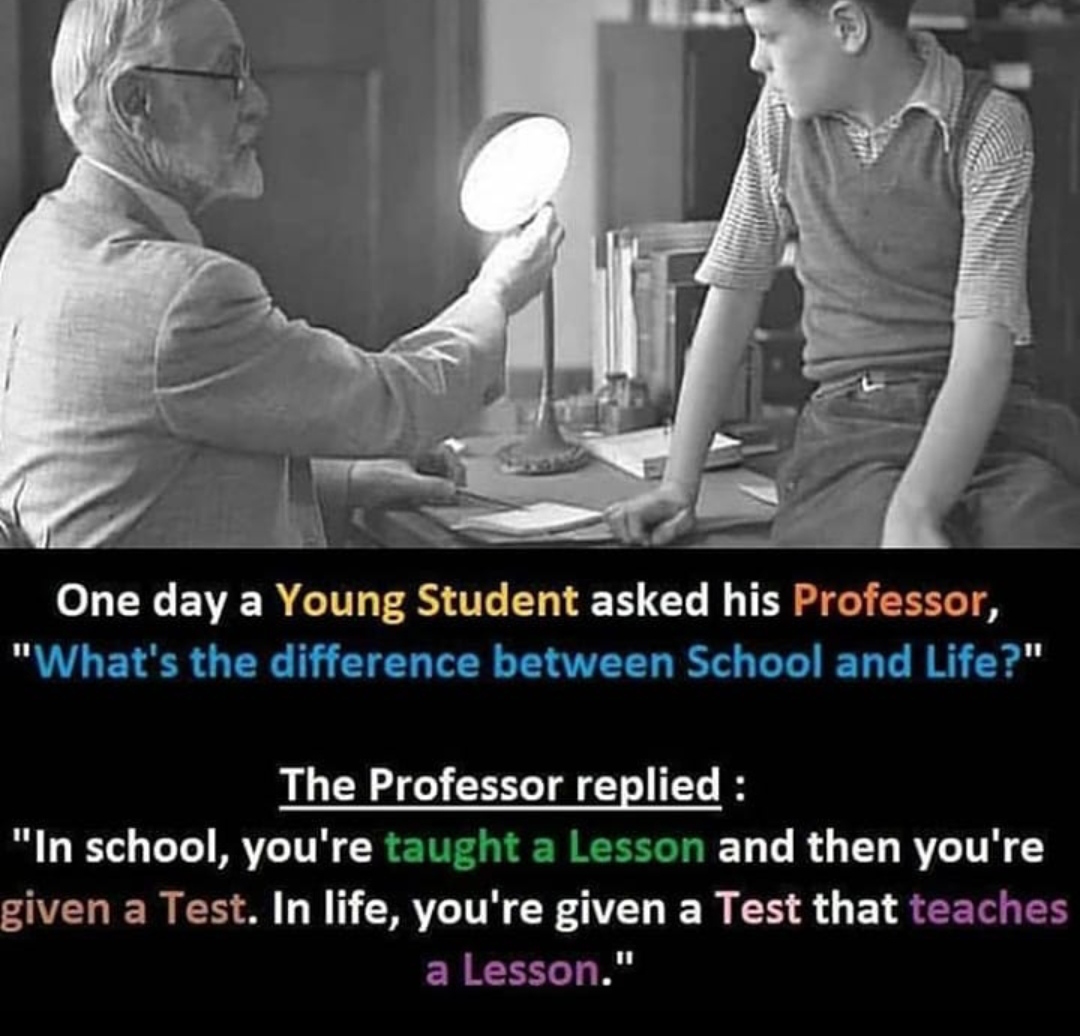 One day a Young Student asked his Professor,
"What's the difference between School and Life?"
The Professor replied :
"In school, you're taught a Lesson and then you're
given a Test. In life, you're given a Test that teaches
a Lesson."